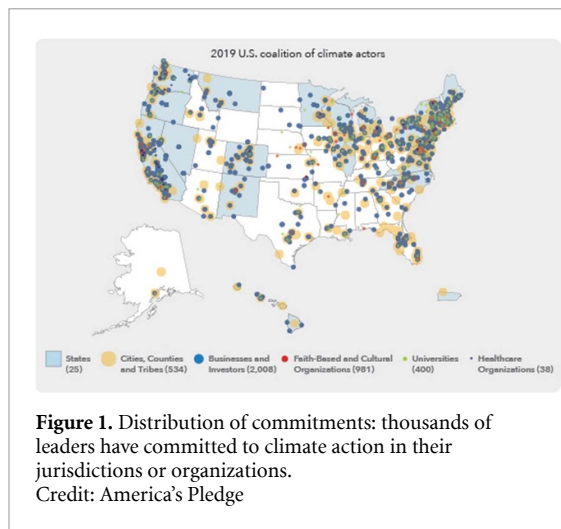 2019 U.S. coalition of climate actors
States
(25)
Cities, Counties
and Tribes (534)
Businesses and
Investors (2,008)
Faith-Based and Cultural
Organizations (981)
Universities
(400)
Healthcare
Organizations (38)
Figure 1. Distribution of commitments: thousands of
leaders have committed to climate action in their
jurisdictions or organizations.
Credit: America's Pledge